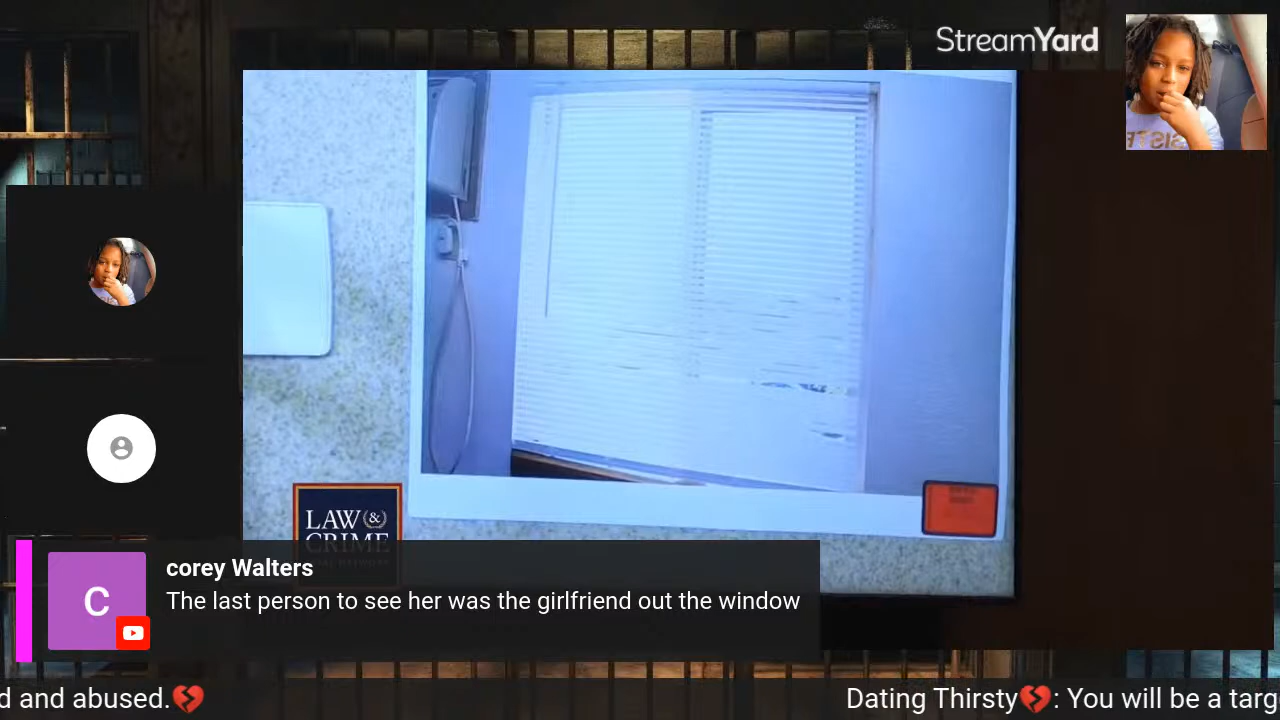 StreamYard
LAW &
CRIME
corey Walters
C
The last person to see her was the girlfriend out the window
d and abused.💔 Dating Thirsty💔: You will be a targ